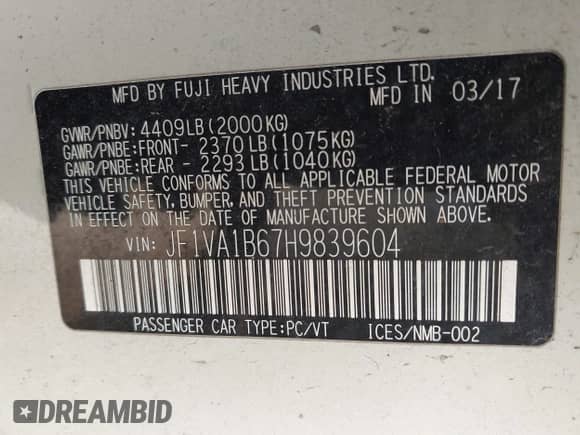 MFD BY FUJI HEAVY INDUSTRIES LTD.
MFD IN 03/17
GVWR/PNBV: 4409LB(2000KG)
GAWR/PNBE:FRONT- 2370 LB(1075KG)
GAWR/PNBE:REAR - 2293 LB(1040KG)
THIS VEHICLE CONFORMS TO ALL APPLICABLE FEDERAL MOTOR
VEHICLE SAFETY, BUMPER, AND THEFT PREVENTION STANDARDS
IN EFFECT ON THE DATE OF MANUFACTURE SHOWN ABOVE.
VIN: JF1VA1B67H9839604
PASSENGER CAR TYPE:PC/VT ICES/NMB-002
DREAMBID